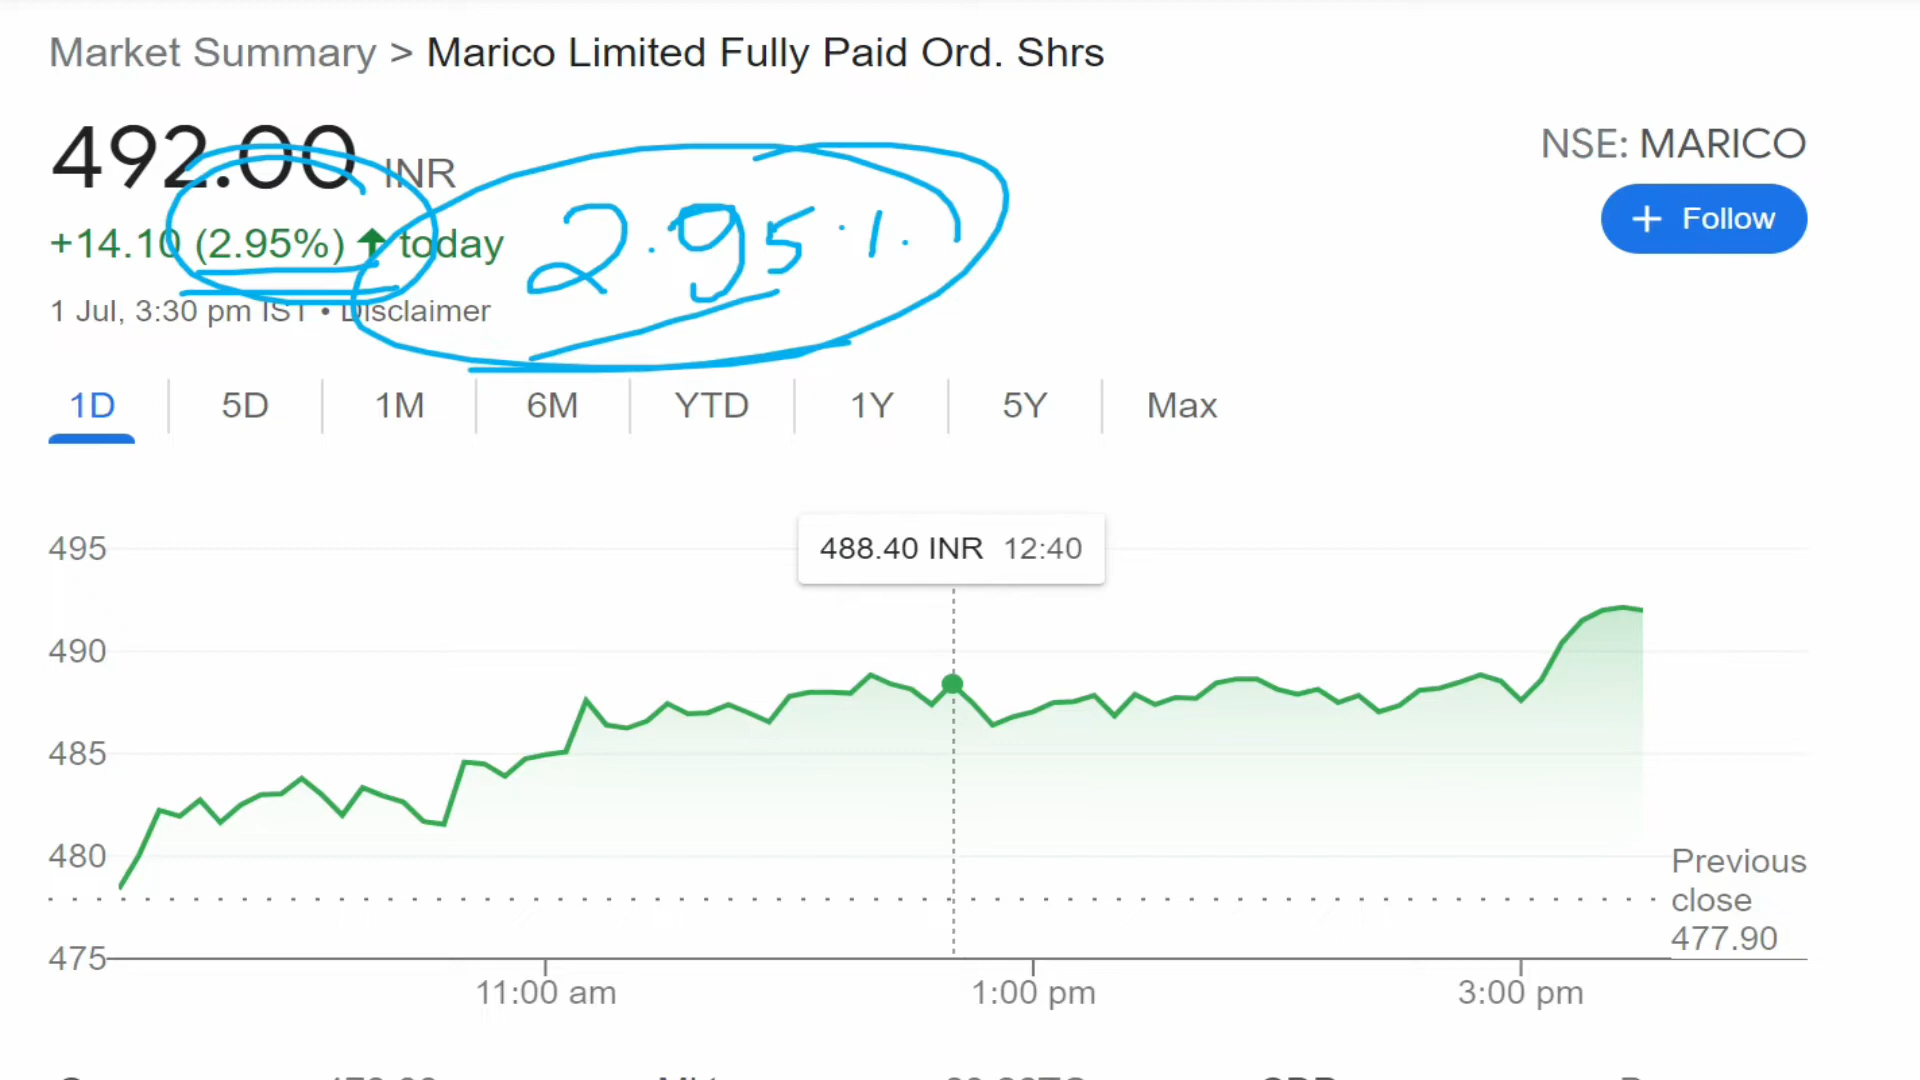 Market Summary > Marico Limited Fully Paid Ord. Shrs
492.00 INR
NSE: MARICO
+ Follow
+14.10 (2.95%) ↑ today
2.95%
1 Jul, 3:30 pm IST • Disclaimer
1D 5D 1M 6M YTD 1Y 5Y Max
488.40 INR 12:40
495
490
485
480
475
Previous
close
477.90
11:00 am 1:00 pm 3:00 pm